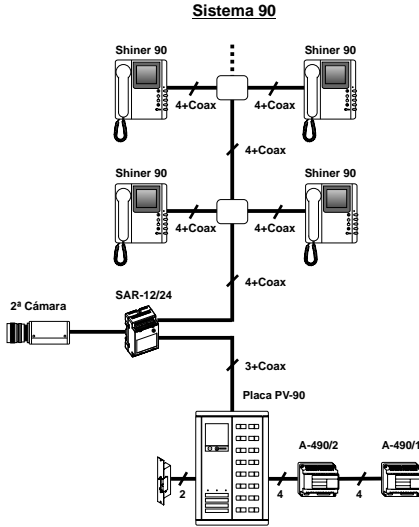 Sistema 90
Shiner 90 Shiner 90
4+Coax 4+Coax
4+Coax
Shiner 90 Shiner 90
4+Coax 4+Coax
4+Coax
SAR-12/24
2ª Cámara
3+Coax
Placa PV-90
A-490/2 A-490/1
2 4 4